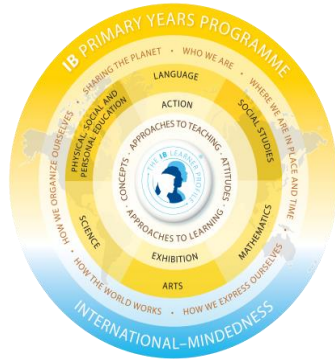 IB PRIMARY YEARS PROGRAMME
SHARING THE PLANET • WHO WE ARE • WHERE WE ARE IN PLACE AND TIME • HOW WE EXPRESS OURSELVES • HOW THE WORLD WORKS • HOW WE ORGANIZE OURSELVES •
LANGUAGE
SOCIAL STUDIES
MATHEMATICS
ARTS
SCIENCE
PHYSICAL, SOCIAL AND
PERSONAL EDUCATION
ACTION
EXHIBITION
APPROACHES TO TEACHING • ATTITUDES • APPROACHES TO LEARNING • CONCEPTS •
THE IB LEARNER PROFILE
INTERNATIONAL–MINDEDNESS